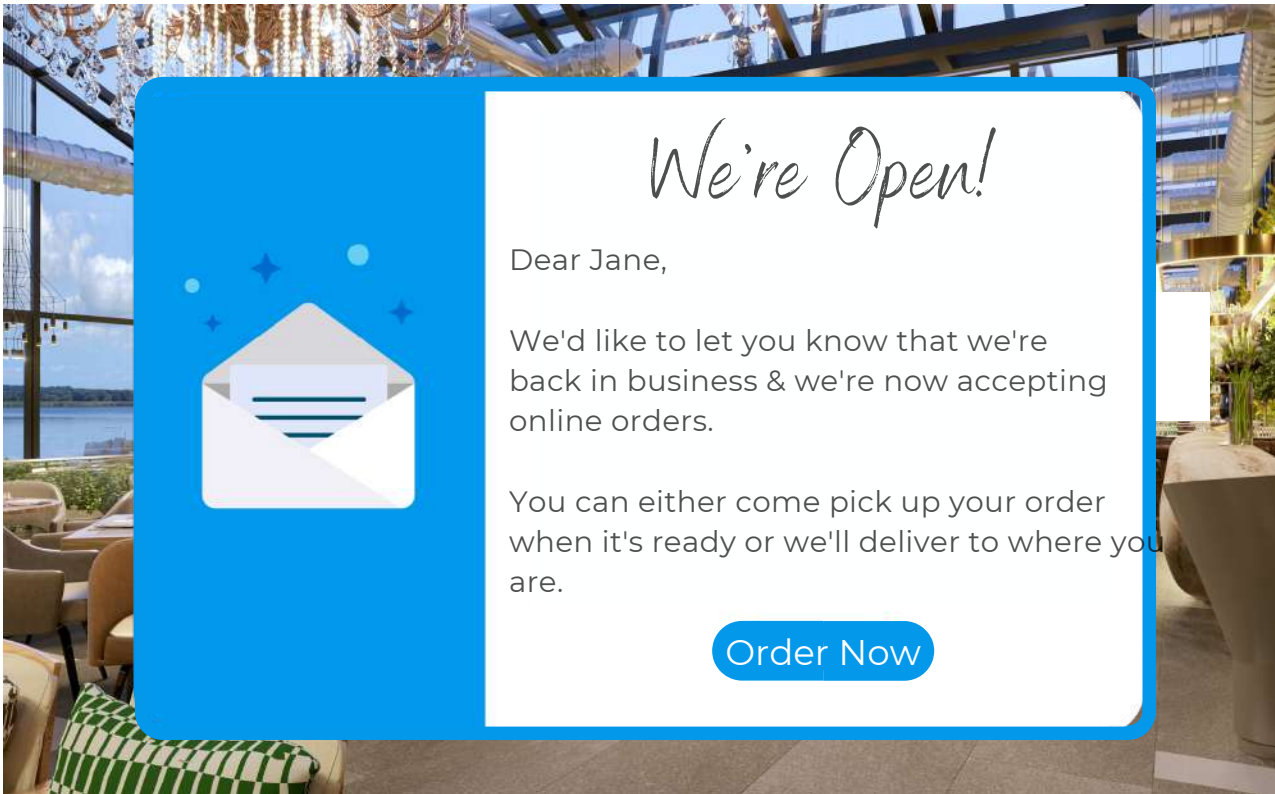 We're Open!
Dear Jane,
We'd like to let you know that we're
back in business & we're now accepting
online orders.
You can either come pick up your order
when it's ready or we'll deliver to where you
are.
Order Now